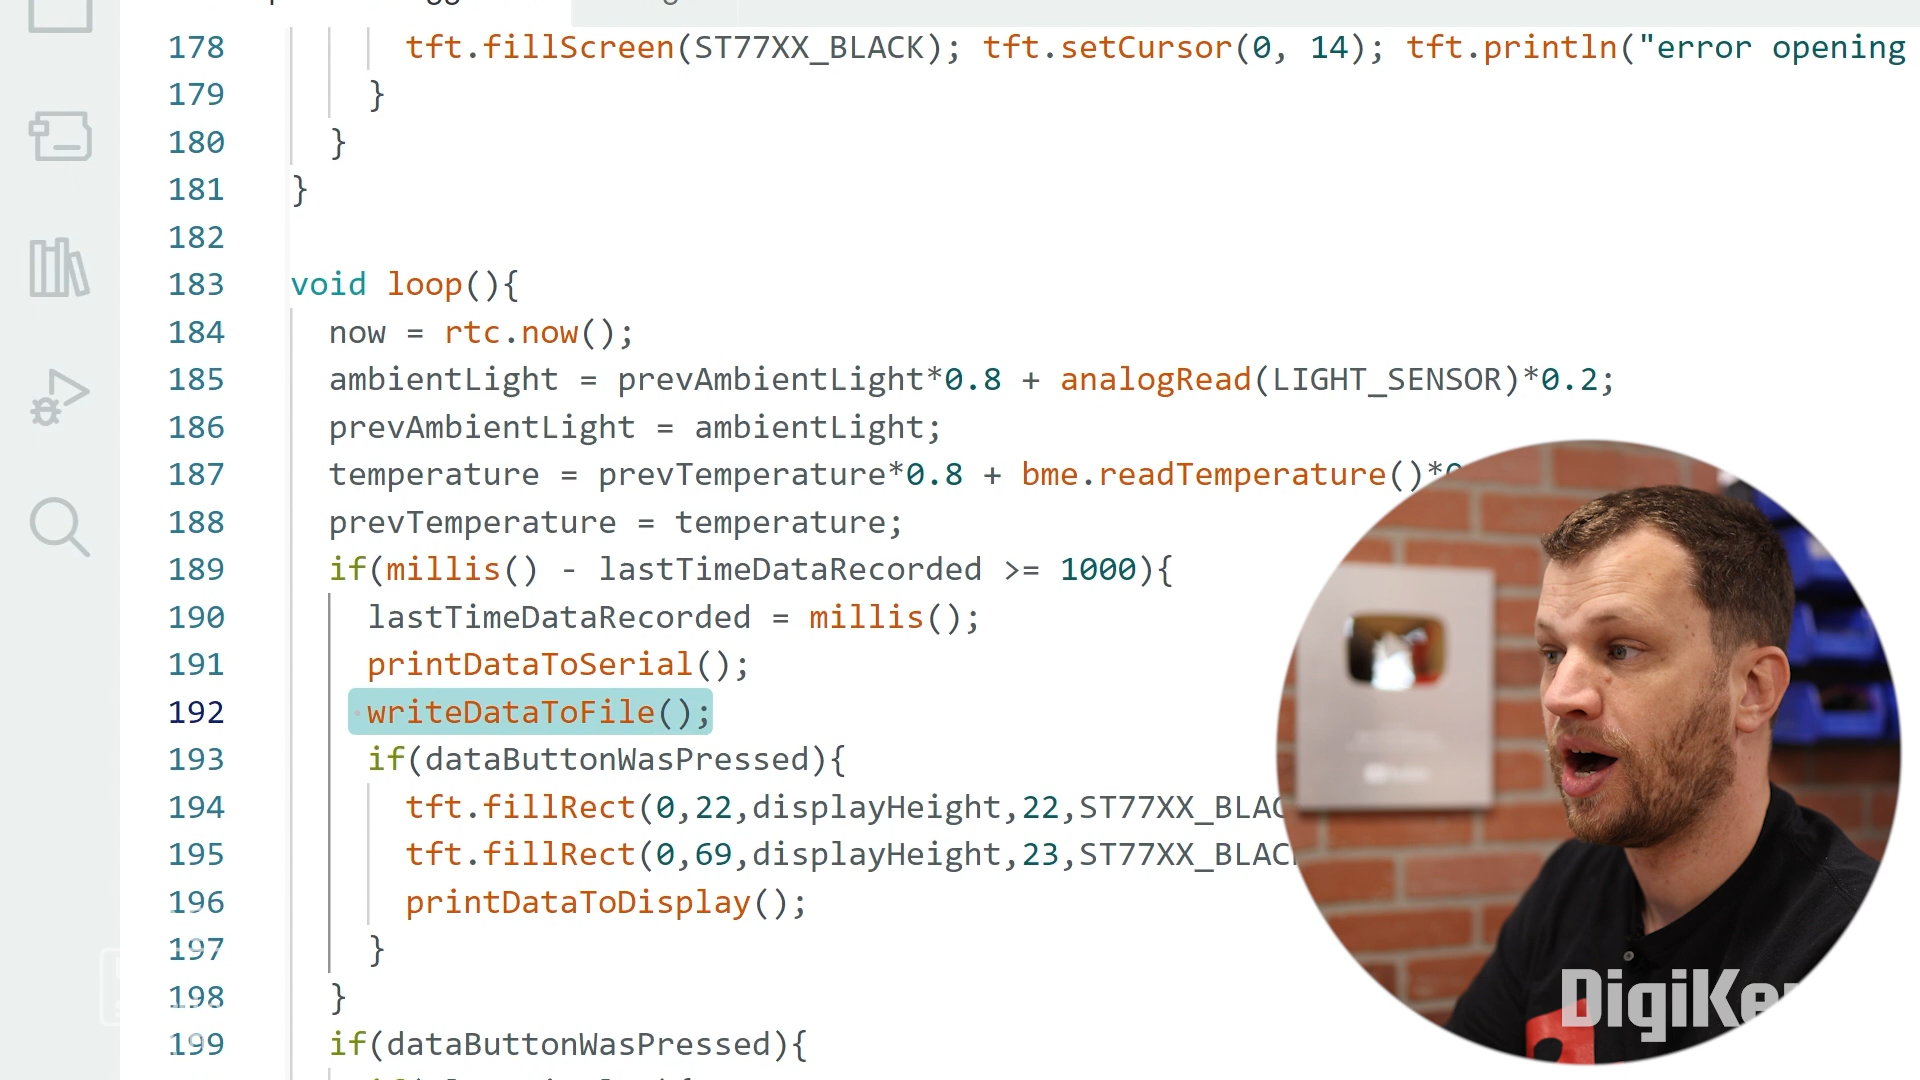 178 tft.fillScreen(ST77XX_BLACK); tft.setCursor(0, 14); tft.println("error opening
179 }
180 }
181 }
182
183 void loop(){
184 now = rtc.now();
185 ambientLight = prevAmbientLight*0.8 + analogRead(LIGHT_SENSOR)*0.2;
186 prevAmbientLight = ambientLight;
187 temperature = prevTemperature*0.8 + bme.readTemperature()*
188 prevTemperature = temperature;
189 if(millis() - lastTimeDataRecorded >= 1000){
190 lastTimeDataRecorded = millis();
191 printDataToSerial();
192 writeDataToFile();
193 if(dataButtonWasPressed){
194 tft.fillRect(0,22,displayHeight,22,ST77XX_BLAC
195 tft.fillRect(0,69,displayHeight,23,ST77XX_BLAC
196 printDataToDisplay();
197 }
198 }
199 if(dataButtonWasPressed){
DigiKe